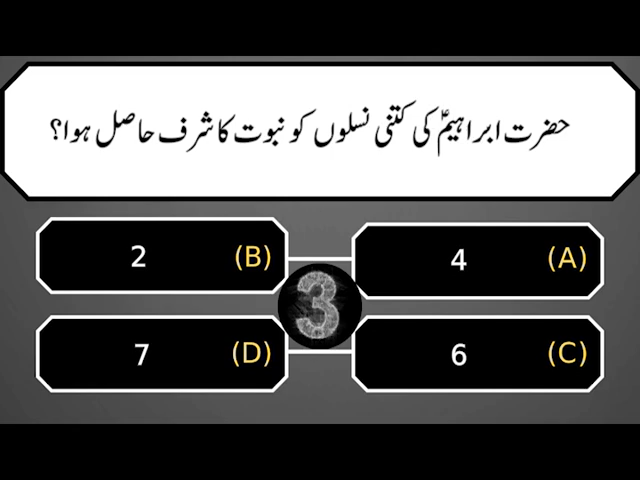 حضرت ابراہیمؑ کی کتنی نسلوں کو نبوت کا شرف حاصل ہوا؟
(A) 4
(B) 2
3
(C) 6
(D) 7